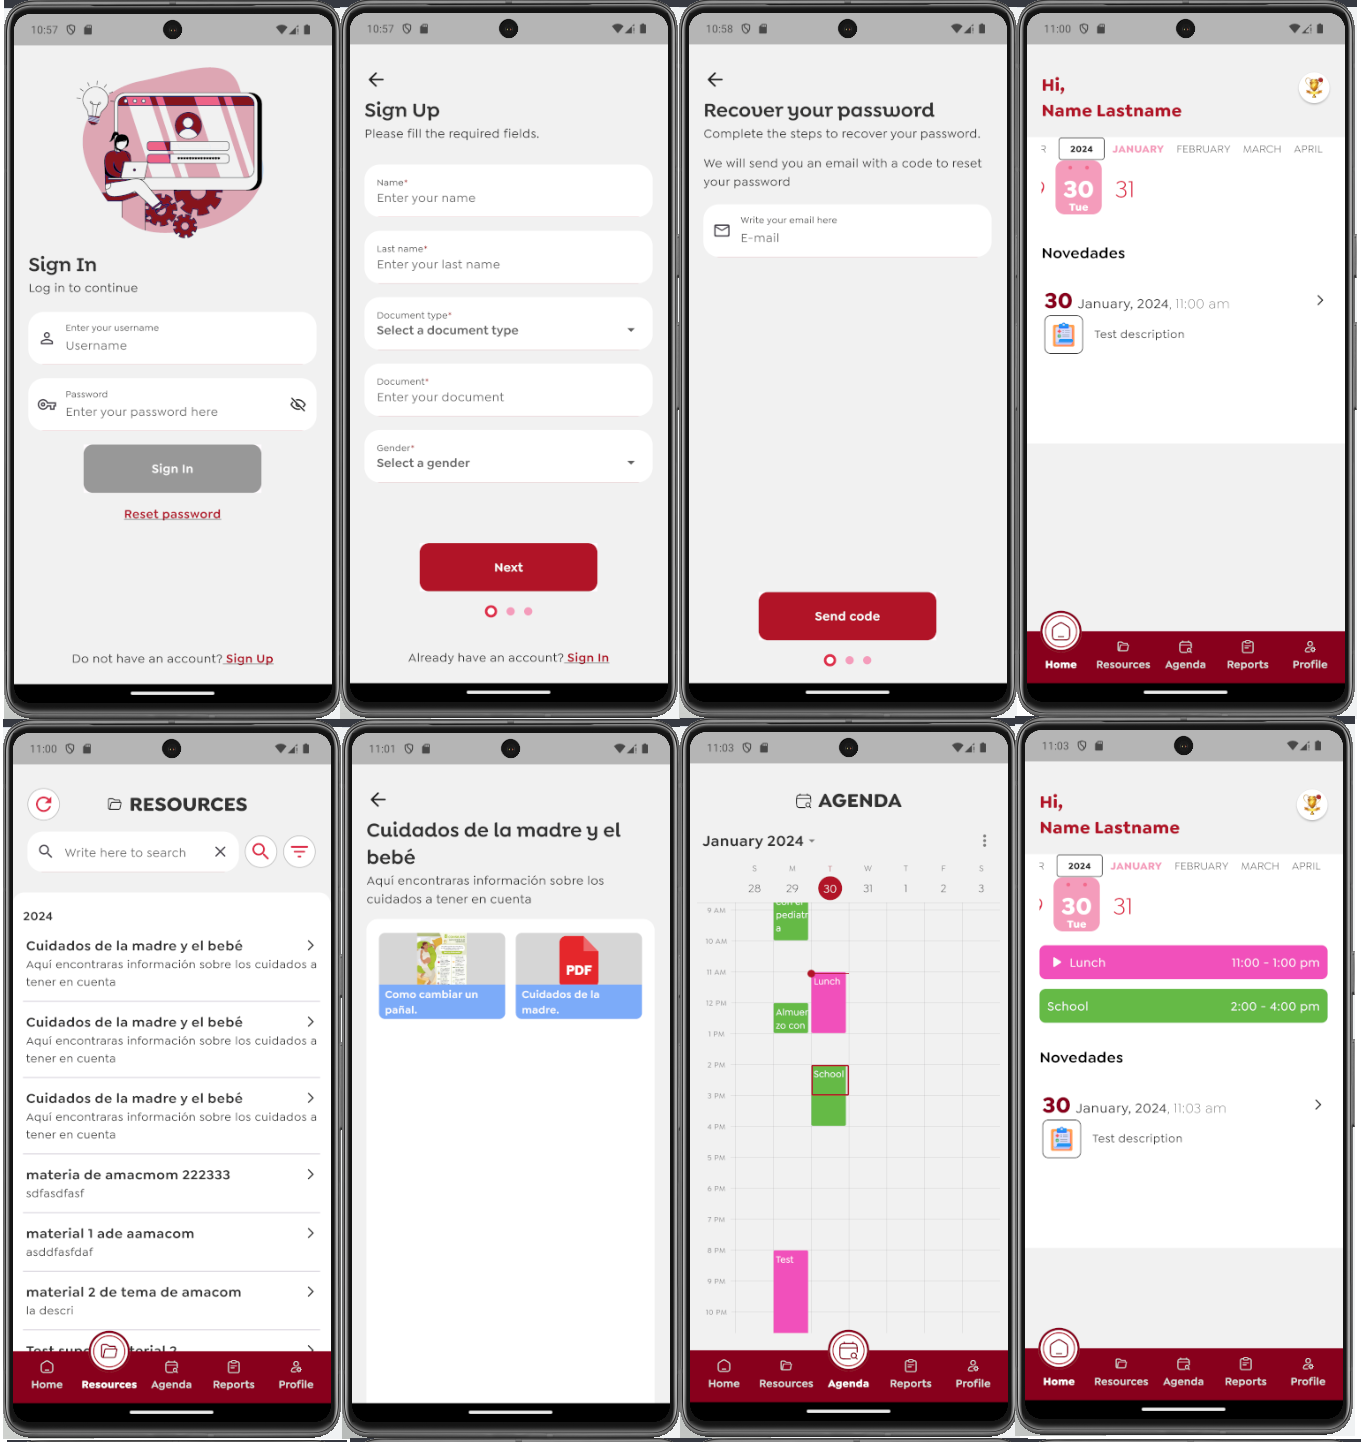 10:57
Sign In
Log in to continue
Enter your username
Username
Password
Enter your password here
Sign In
Reset password
Do not have an account? Sign Up
10:57
Sign Up
Please fill the required fields.
Name*
Enter your name
Last name*
Enter your last name
Document type*
Select a document type
Document*
Enter your document
Gender*
Select a gender
Next
Already have an account? Sign In
10:58
Recover your password
Complete the steps to recover your password.
We will send you an email with a code to reset
your password
Write your email here
E-mail
Send code
11:00
Hi,
Name Lastname
2024 JANUARY FEBRUARY MARCH APRIL
30 31
Tue
Novedades
30 January, 2024, 11:00 am
Test description
Home Resources Agenda Reports Profile
11:00
RESOURCES
Write here to search
2024
Cuidados de la madre y el bebé
Aquí encontraras información sobre los cuidados a
tener en cuenta
Cuidados de la madre y el bebé
Aquí encontraras información sobre los cuidados a
tener en cuenta
Cuidados de la madre y el bebé
Aquí encontraras información sobre los cuidados a
tener en cuenta
materia de amacmom 222333
sdfasdfasf
material 1 ade aamacom
asddfasfdaf
material 2 de tema de amacom
la descri
Home Resources Agenda Reports Profile
11:01
Cuidados de la madre y el
bebé
Aquí encontraras información sobre los
cuidados a tener en cuenta
PDF
Como cambiar un
pañal.
Cuidados de la
madre.
11:03
AGENDA
January 2024
S M T W T F S
28 29 30 31 1 2 3
9 AM
con el
pediatr
a
10 AM
11 AM
Lunch
12 PM
Almuer
zo con
1 PM
2 PM
School
3 PM
4 PM
5 PM
6 PM
7 PM
8 PM
Test
9 PM
10 PM
Home Resources Agenda Reports Profile
11:03
Hi,
Name Lastname
2024 JANUARY FEBRUARY MARCH APRIL
30 31
Tue
Lunch 11:00 - 1:00 pm
School 2:00 - 4:00 pm
Novedades
30 January, 2024, 11:03 am
Test description
Home Resources Agenda Reports Profile